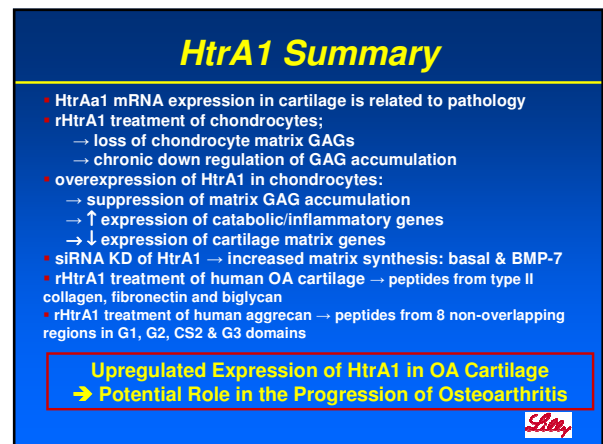 HtrA1 Summary
▪ HtrAa1 mRNA expression in cartilage is related to pathology
▪ rHtrA1 treatment of chondrocytes;
→ loss of chondrocyte matrix GAGs
→ chronic down regulation of GAG accumulation
▪ overexpression of HtrA1 in chondrocytes:
→ suppression of matrix GAG accumulation
→ ↑ expression of catabolic/inflammatory genes
→ ↓ expression of cartilage matrix genes
▪ siRNA KD of HtrA1 → increased matrix synthesis: basal & BMP-7
▪ rHtrA1 treatment of human OA cartilage → peptides from type II
collagen, fibronectin and biglycan
▪ rHtrA1 treatment of human aggrecan → peptides from 8 non-overlapping
regions in G1, G2, CS2 & G3 domains
Upregulated Expression of HtrA1 in OA Cartilage
➔ Potential Role in the Progression of Osteoarthritis
Lilly